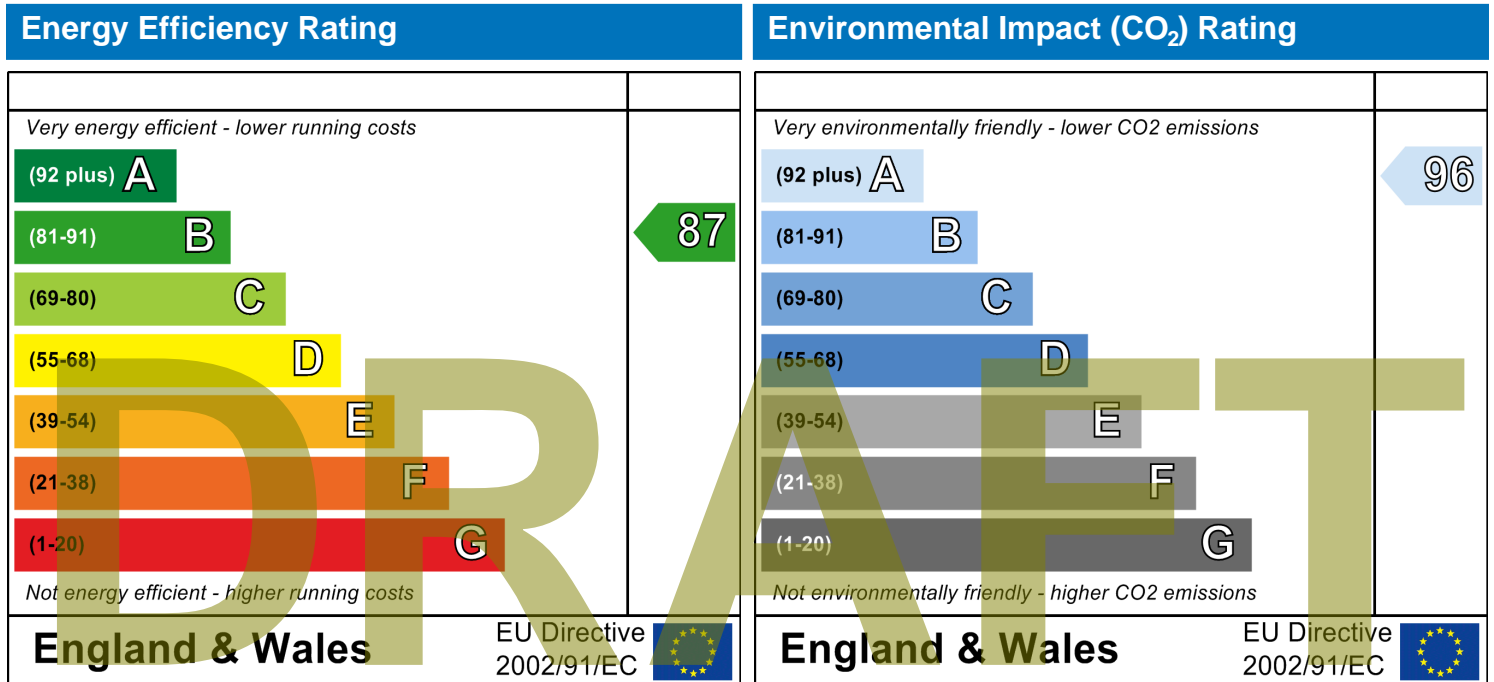 Energy Efficiency Rating
Very energy efficient - lower running costs
(92 plus) A
(81-91) B
87
(69-80) C
(55-68) D
(39-54) E
(21-38) F
(1-20) G
Not energy efficient - higher running costs
England & Wales
EU Directive
2002/91/EC
Environmental Impact (CO₂) Rating
Very environmentally friendly - lower CO2 emissions
(92 plus) A
96
(81-91) B
(69-80) C
(55-68) D
(39-54) E
(21-38) F
(1-20) G
Not environmentally friendly - higher CO2 emissions
England & Wales
EU Directive
2002/91/EC
DRAFT